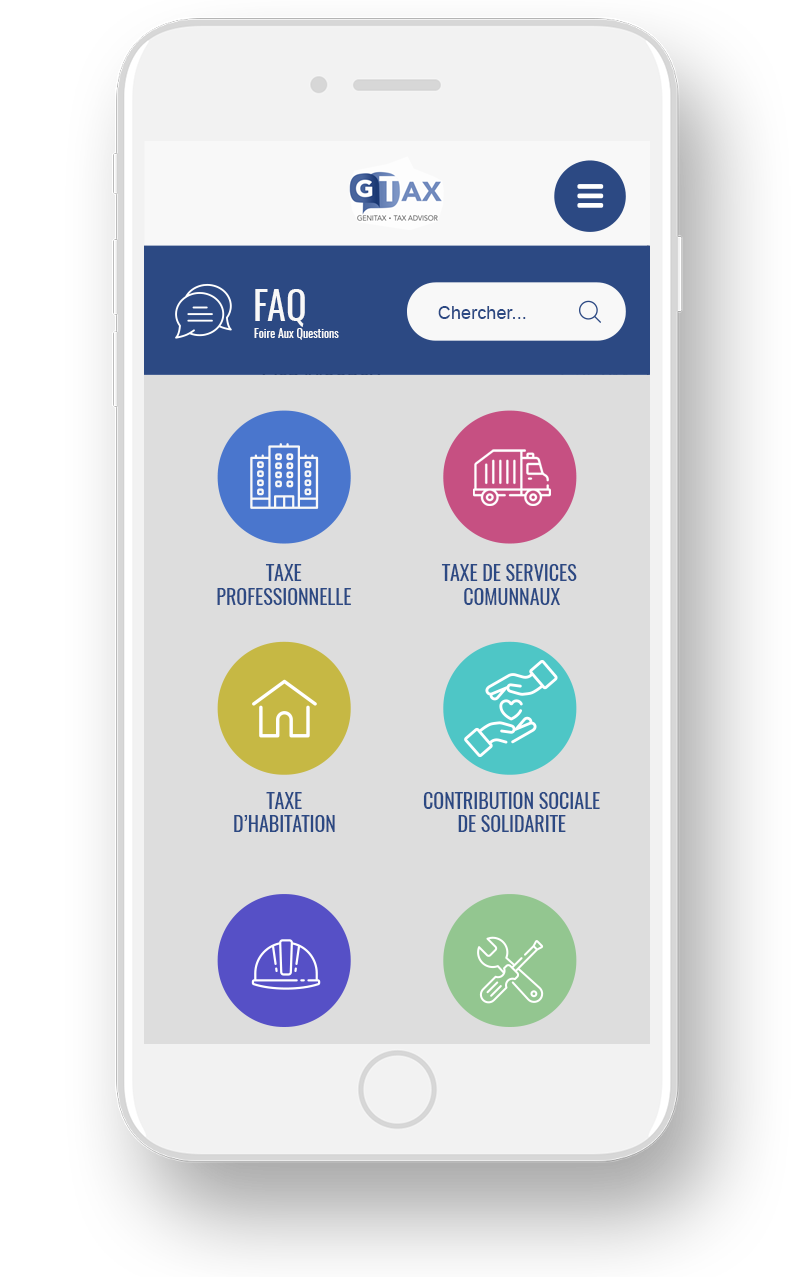 GTAX
GENITAX • TAX ADVISOR
FAQ
Foire Aux Questions
Chercher...
TAXE
PROFESSIONNELLE
TAXE DE SERVICES
COMUNNAUX
TAXE
D'HABITATION
CONTRIBUTION SOCIALE
DE SOLIDARITE